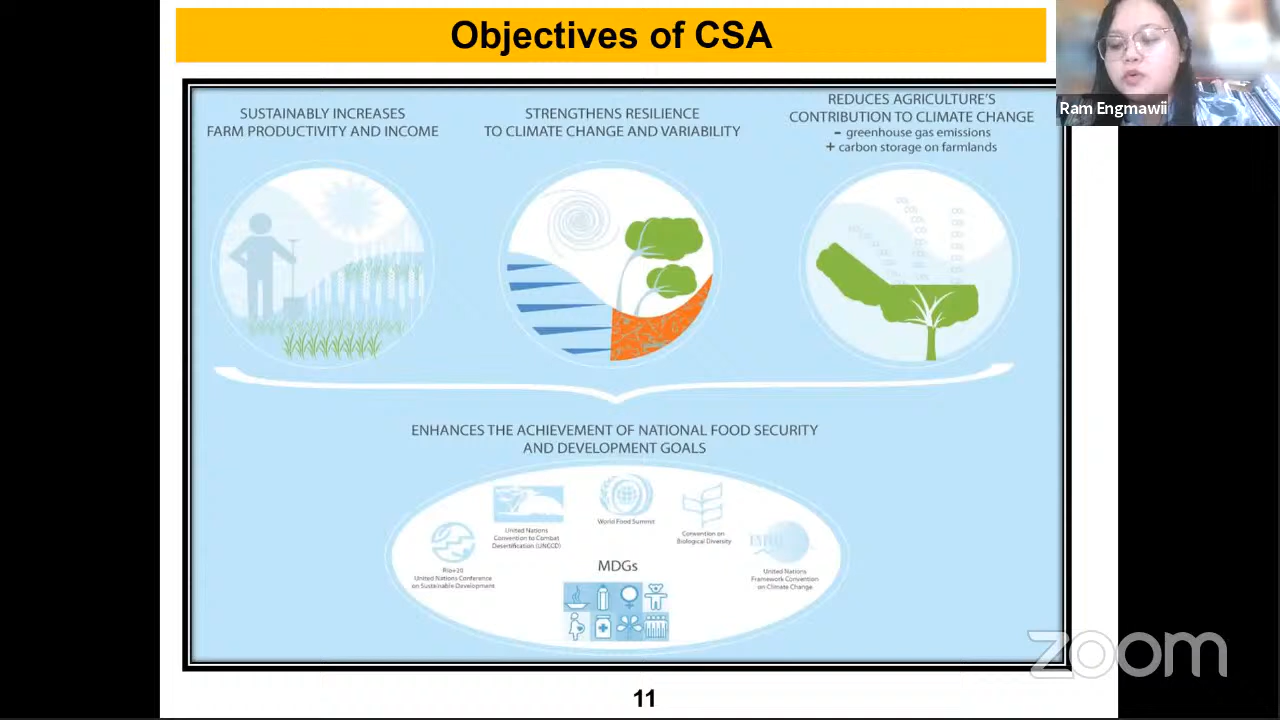 Objectives of CSA
Ram Engmawii
SUSTAINABLY INCREASES
FARM PRODUCTIVITY AND INCOME
STRENGTHENS RESILIENCE
TO CLIMATE CHANGE AND VARIABILITY
REDUCES AGRICULTURE'S
CONTRIBUTION TO CLIMATE CHANGE
– greenhouse gas emissions
+ carbon storage on farmlands
ENHANCES THE ACHIEVEMENT OF NATIONAL FOOD SECURITY
AND DEVELOPMENT GOALS
Rio+20
United Nations Conference
on Sustainable Development
United Nations
Convention to Combat
Desertification (UNCCD)
World Food Summit
Convention on
Biological Diversity
United Nations
Framework Convention
on Climate Change
MDGs
zoom
11